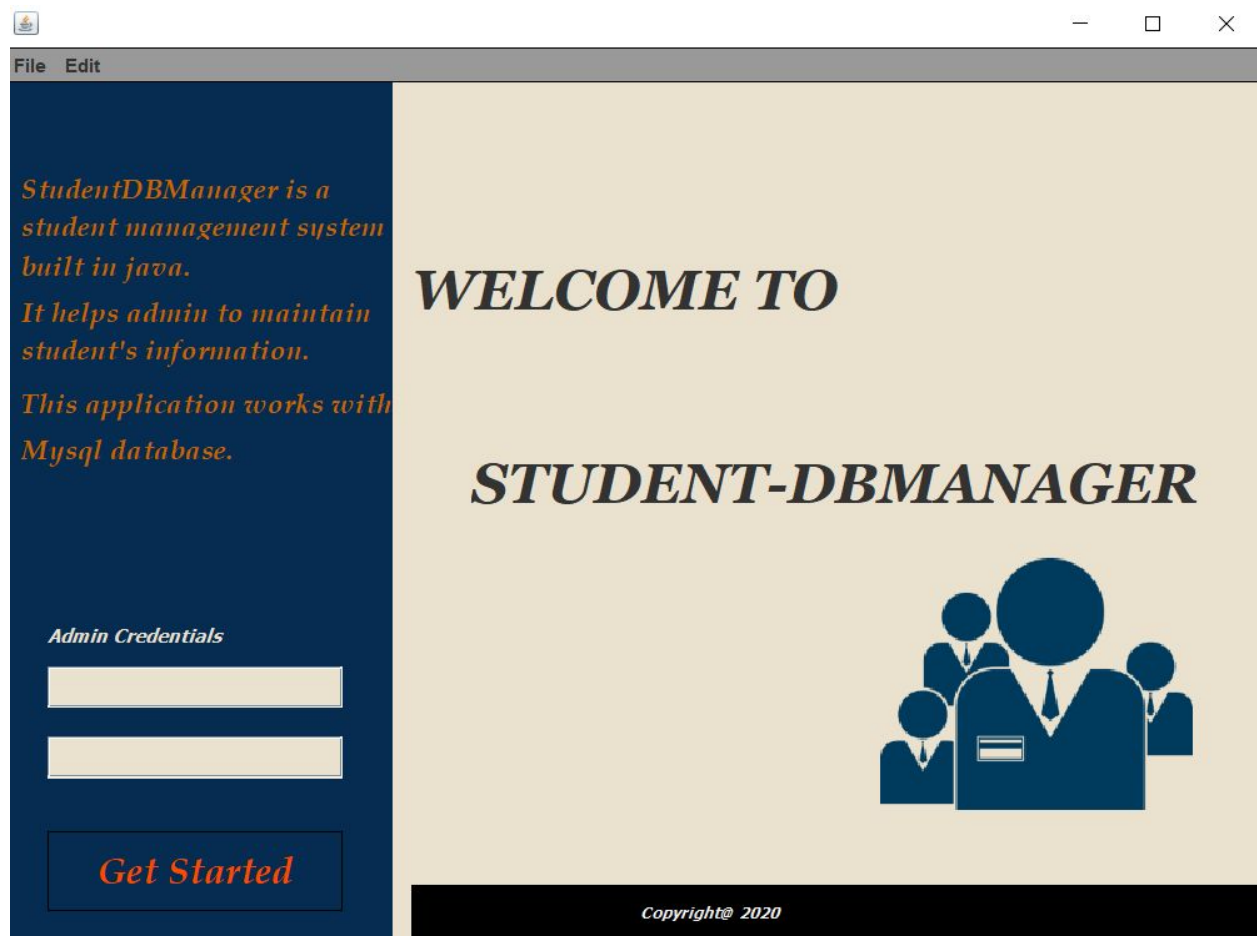 File Edit
StudentDBManager is a
student management system
built in java.
It helps admin to maintain
student's information.
This application works with
Mysql database.
Admin Credentials
Get Started
WELCOME TO
STUDENT-DBMANAGER
Copyright@ 2020